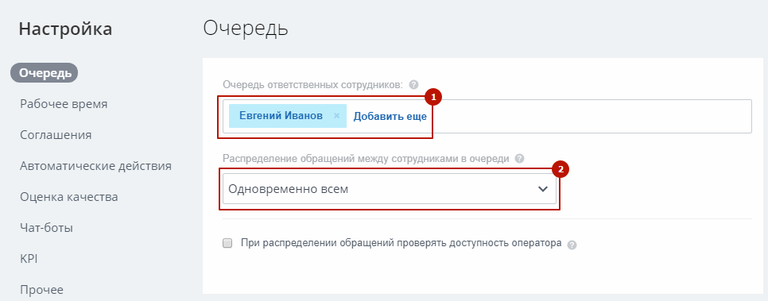 Настройка
Очередь
Рабочее время
Соглашения
Автоматические действия
Оценка качества
Чат-боты
KPI
Прочее
Очередь
Очередь ответственных сотрудников: ?
1
Евгений Иванов × Добавить еще
Распределение обращений между сотрудниками в очереди ?
2
Одновременно всем
При распределении обращений проверять доступность оператора ?